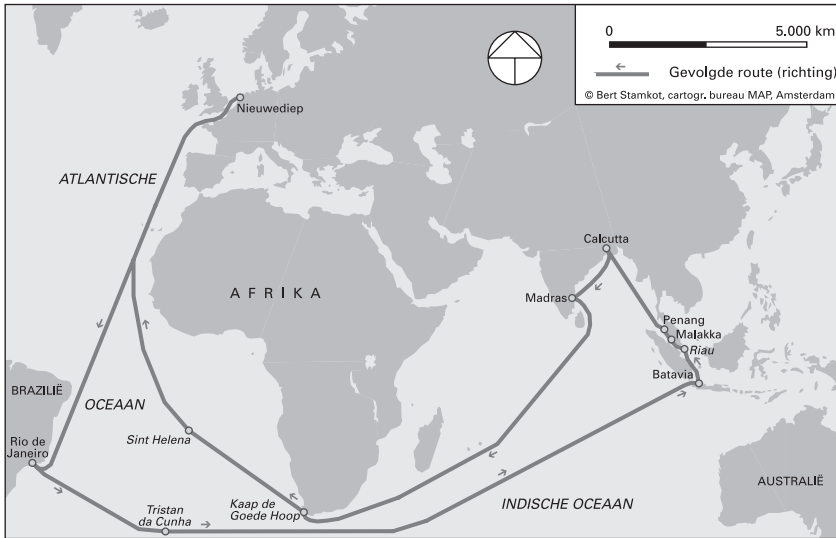 0 5.000 km
Gevolgde route (richting)
© Bert Stamkot, cartogr. bureau MAP, Amsterdam
Nieuwediep
ATLANTISCHE
Calcutta
AFRIKA
Madras
Penang
Malakka
Riau
Batavia
BRAZILIË
OCEAAN
Rio de
Janeiro
Sint Helena
AUSTRALIË
Kaap de
Goede Hoop
INDISCHE OCEAAN
Tristan
da Cunha